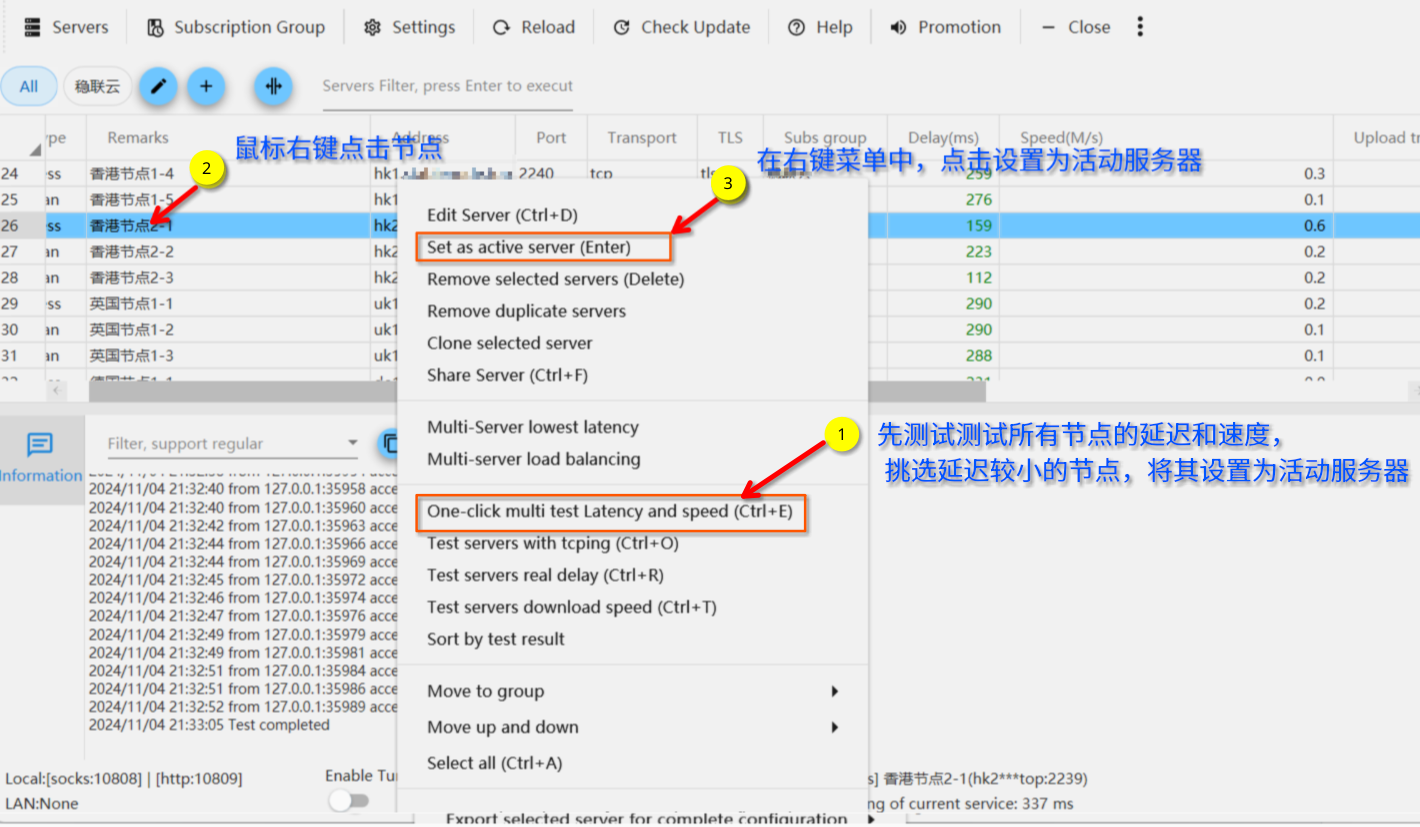 Servers Subscription Group Settings Reload Check Update Help Promotion Close
All 稳联云 Servers Filter, press Enter to execut
ype Remarks Address Port Transport TLS Subs group Delay(ms) Speed(M/s) Upload tr
鼠标右键点击节点
2
在右键菜单中，点击设置为活动服务器
3
24 ss 香港节点1-4 hk1 2240 tcp tls 259 0.3
25 an 香港节点1-5 hk1 276 0.1
26 ss 香港节点2-1 hk2 159 0.6
27 an 香港节点2-2 hk2 223 0.2
28 an 香港节点2-3 hk2 112 0.2
29 ss 英国节点1-1 uk1 290 0.2
30 an 英国节点1-2 uk1 290 0.1
31 an 英国节点1-3 uk1 288 0.1
Edit Server (Ctrl+D)
Set as active server (Enter)
Remove selected servers (Delete)
Remove duplicate servers
Clone selected server
Share Server (Ctrl+F)
Multi-Server lowest latency
Multi-server load balancing
One-click multi test Latency and speed (Ctrl+E)
Test servers with tcping (Ctrl+O)
Test servers real delay (Ctrl+R)
Test servers download speed (Ctrl+T)
Sort by test result
Move to group
Move up and down
Select all (Ctrl+A)
Export selected server for complete configuration
1
先测试测试所有节点的延迟和速度，
挑选延迟较小的节点，将其设置为活动服务器
Information
Filter, support regular
2024/11/04 21:32:40 from 127.0.0.1:35958 acce
2024/11/04 21:32:40 from 127.0.0.1:35960 acce
2024/11/04 21:32:42 from 127.0.0.1:35963 acce
2024/11/04 21:32:44 from 127.0.0.1:35966 acce
2024/11/04 21:32:44 from 127.0.0.1:35969 acce
2024/11/04 21:32:45 from 127.0.0.1:35972 acce
2024/11/04 21:32:46 from 127.0.0.1:35974 acce
2024/11/04 21:32:47 from 127.0.0.1:35976 acce
2024/11/04 21:32:49 from 127.0.0.1:35979 acce
2024/11/04 21:32:49 from 127.0.0.1:35981 acce
2024/11/04 21:32:51 from 127.0.0.1:35984 acce
2024/11/04 21:32:51 from 127.0.0.1:35986 acce
2024/11/04 21:32:52 from 127.0.0.1:35989 acce
2024/11/04 21:33:05 Test completed
Local:[socks:10808] | [http:10809] Enable Tu s] 香港节点2-1(hk2***top:2239)
LAN:None ng of current service: 337 ms